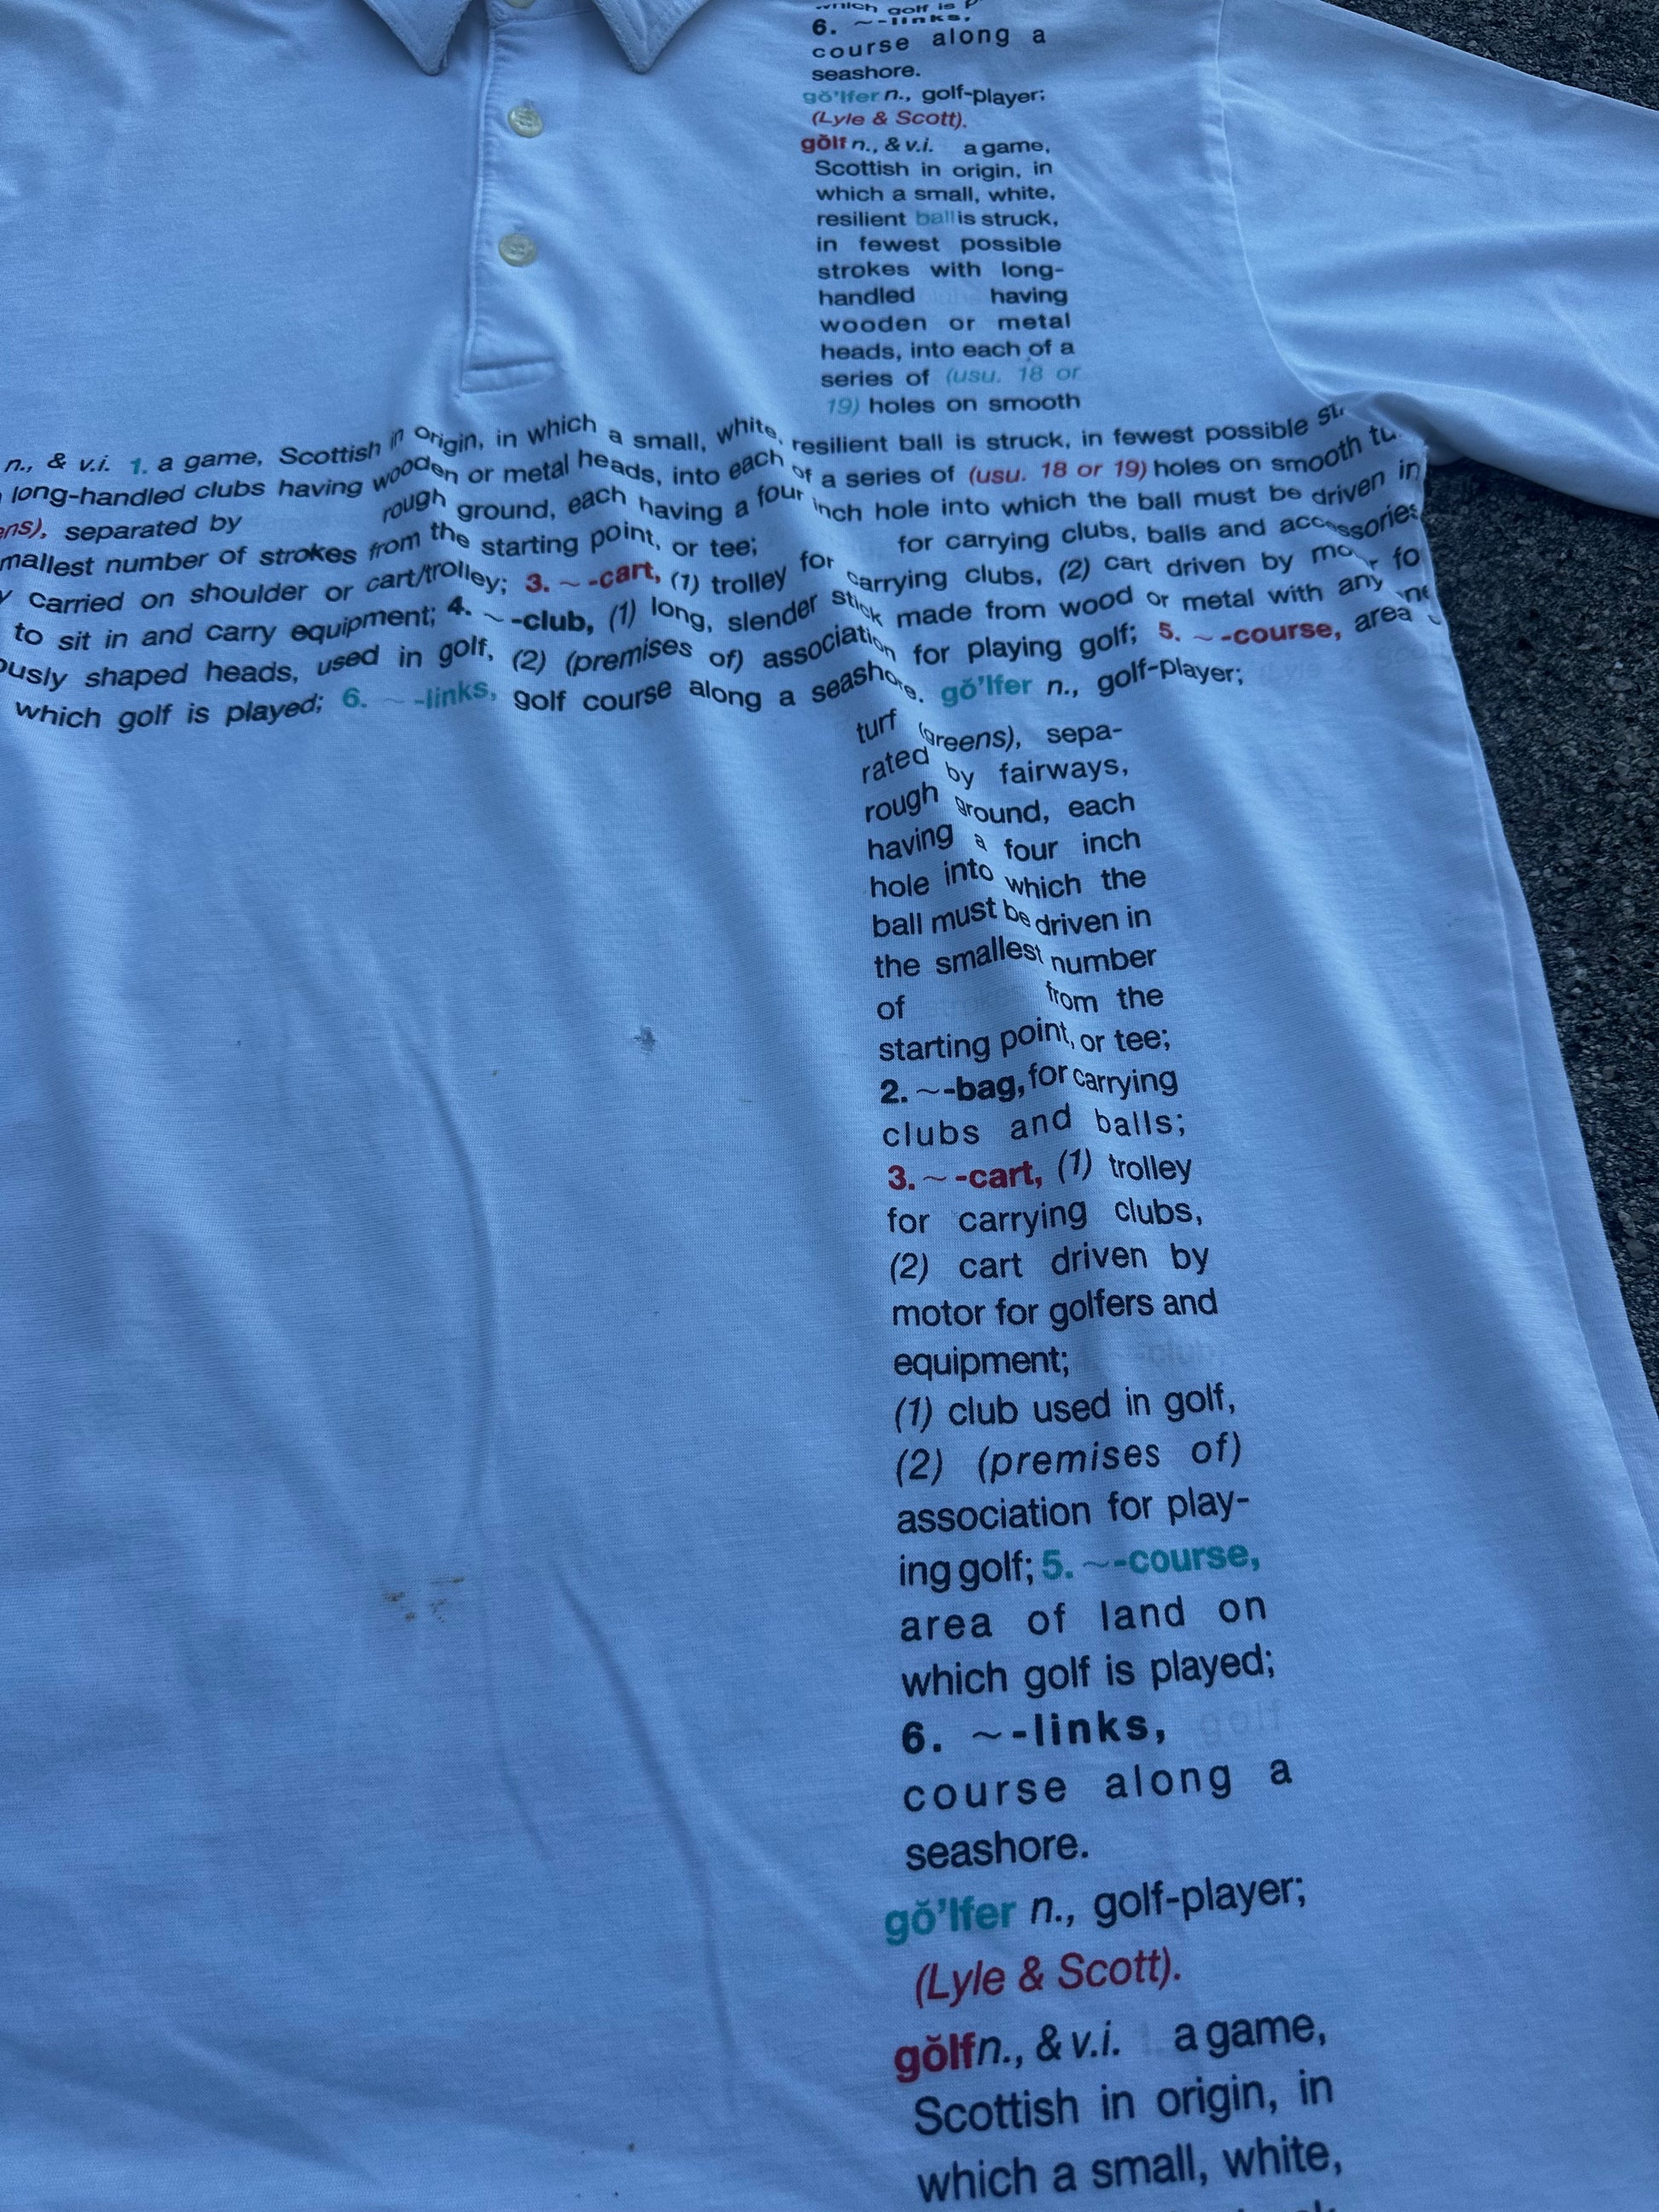 which golf is
6. ~-links,
course along a
seashore.
gŏ'lfer n., golf-player;
(Lyle & Scott).
gŏlf n., & v.i. a game,
Scottish in origin, in
which a small, white,
resilient ball is struck,
in fewest possible
strokes with long-
handled having
wooden or metal
heads, into each of a
series of (usu. 18 or
19) holes on smooth
n., & v.i. 1. a game, Scottish in origin, in which a small, white, resilient ball is struck, in fewest possible
long-handled clubs having wooden or metal heads, into each of a series of (usu. 18 or 19) holes on smooth
separated by rough ground, each having a four inch hole into which the ball must be driven in
number of strokes from the starting point, or tee; for carrying clubs, balls and accessories
carried on shoulder or cart/trolley; 3. ~-cart, (1) trolley for carrying clubs, (2) cart driven by
to sit in and carry equipment; 4. ~-club, (1) long, slender stick made from wood or metal with any
shaped heads, used in golf, (2) (premises of) association for playing golf; 5. ~-course, area
which golf is played; 6. ~-links, golf course along a seashore. gŏ'lfer n., golf-player; (Lyle & Scott)
turf (greens), sepa-
rated by fairways,
rough ground, each
having a four inch
hole into which the
ball must be driven in
the smallest number
of strokes from the
starting point, or tee;
2. ~-bag, for carrying
clubs and balls;
3. ~-cart, (1) trolley
for carrying clubs,
(2) cart driven by
motor for golfers and
equipment; 4. ~-club,
(1) club used in golf,
(2) (premises of)
association for play-
ing golf; 5. ~-course,
area of land on
which golf is played;
6. ~-links, golf
course along a
seashore.
gŏ'lfer n., golf-player;
(Lyle & Scott).
gŏlf n., & v.i. 1. a game,
Scottish in origin, in
which a small, white,